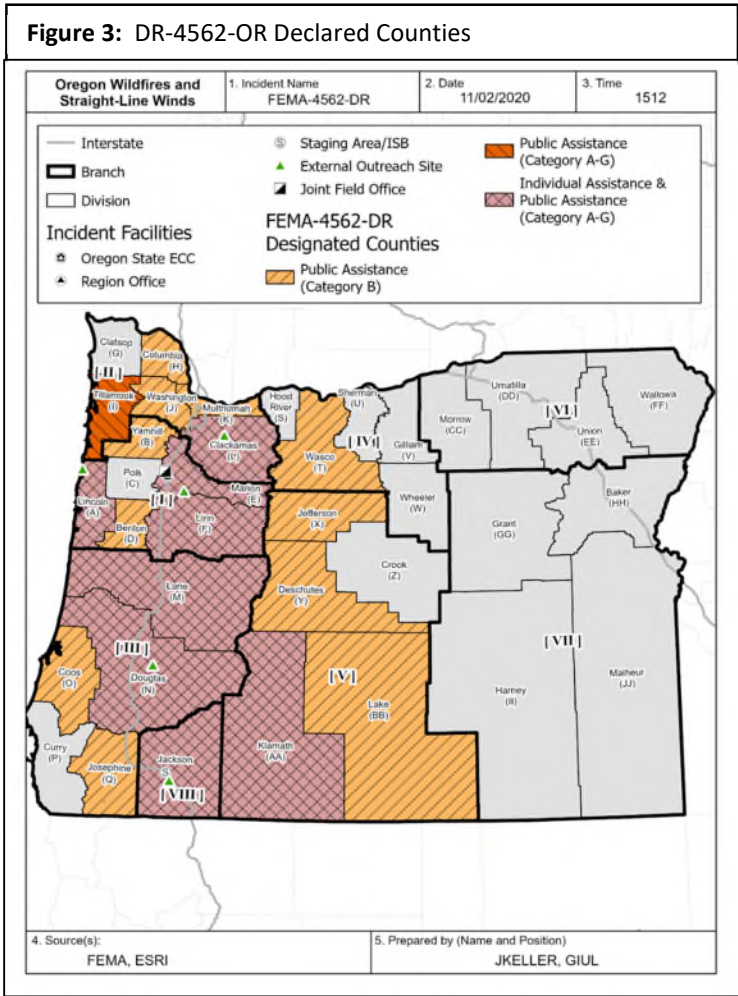 Figure 3: DR-4562-OR Declared Counties
Oregon Wildfires and
Straight-Line Winds
1. Incident Name
FEMA-4562-DR
2. Date
11/02/2020
3. Time
1512
Interstate
Branch
Division
Incident Facilities
Oregon State ECC
Region Office
S Staging Area/ISB
External Outreach Site
Joint Field Office
FEMA-4562-DR
Designated Counties
Public Assistance
(Category B)
Public Assistance
(Category A-G)
Individual Assistance &
Public Assistance
(Category A-G)
Clatsop
(G)
[ II ]
Columbia
(H)
Tillamook
(I)
Washington
(J)
Multnomah
(K)
Hood
River
(S)
Sherman
(U)
Umatilla
(DD)
Wallowa
(FF)
Morrow
(CC)
[ VI ]
Union
(EE)
Yamhill
(B)
Clackamas
(L)
Wasco
(T)
[ IV ]
Gilliam
(V)
Polk
(C)
[ I ]
Marion
(E)
Wheeler
(W)
Baker
(HH)
Lincoln
(A)
Linn
(F)
Benton
(D)
Jefferson
(X)
Grant
(GG)
Crook
(Z)
Lane
(M)
Deschutes
(Y)
[ III ]
Douglas
(N)
Coos
(O)
[ V ]
Lake
(BB)
[ VII ]
Harney
(II)
Malheur
(JJ)
Curry
(P)
Josephine
(Q)
Jackson
S
[ VIII ]
Klamath
(AA)
4. Source(s):
FEMA, ESRI
5. Prepared by (Name and Position)
JKELLER, GIUL